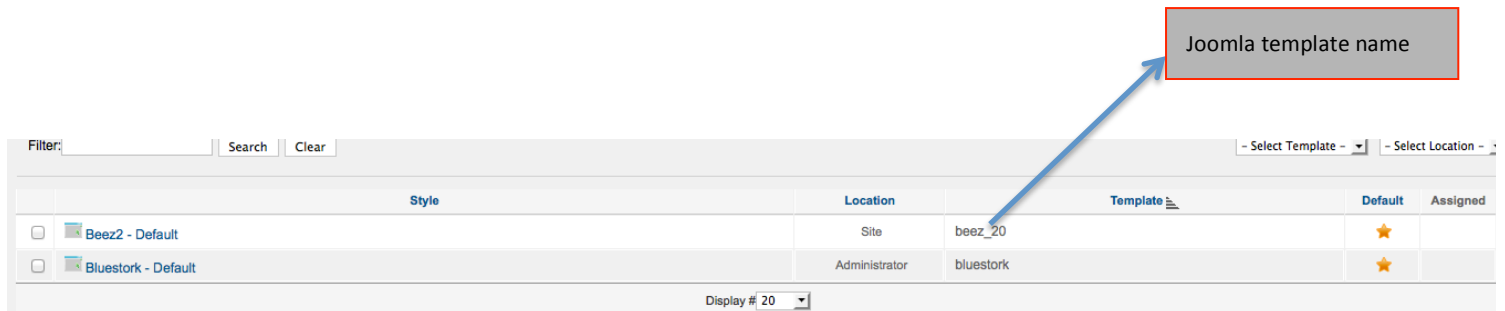 Joomla template name
Filter: Search Clear - Select Template - - Select Location -
Style Location Template Default Assigned
Beez2 - Default Site beez_20
Bluestork - Default Administrator bluestork
Display # 20